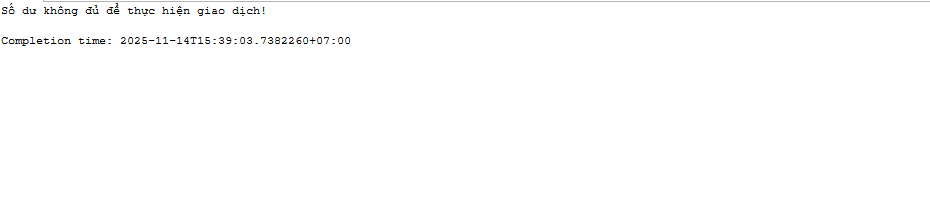 Số dư không đủ để thực hiện giao dịch!
Completion time: 2025-11-14T15:39:03.7382260+07:00